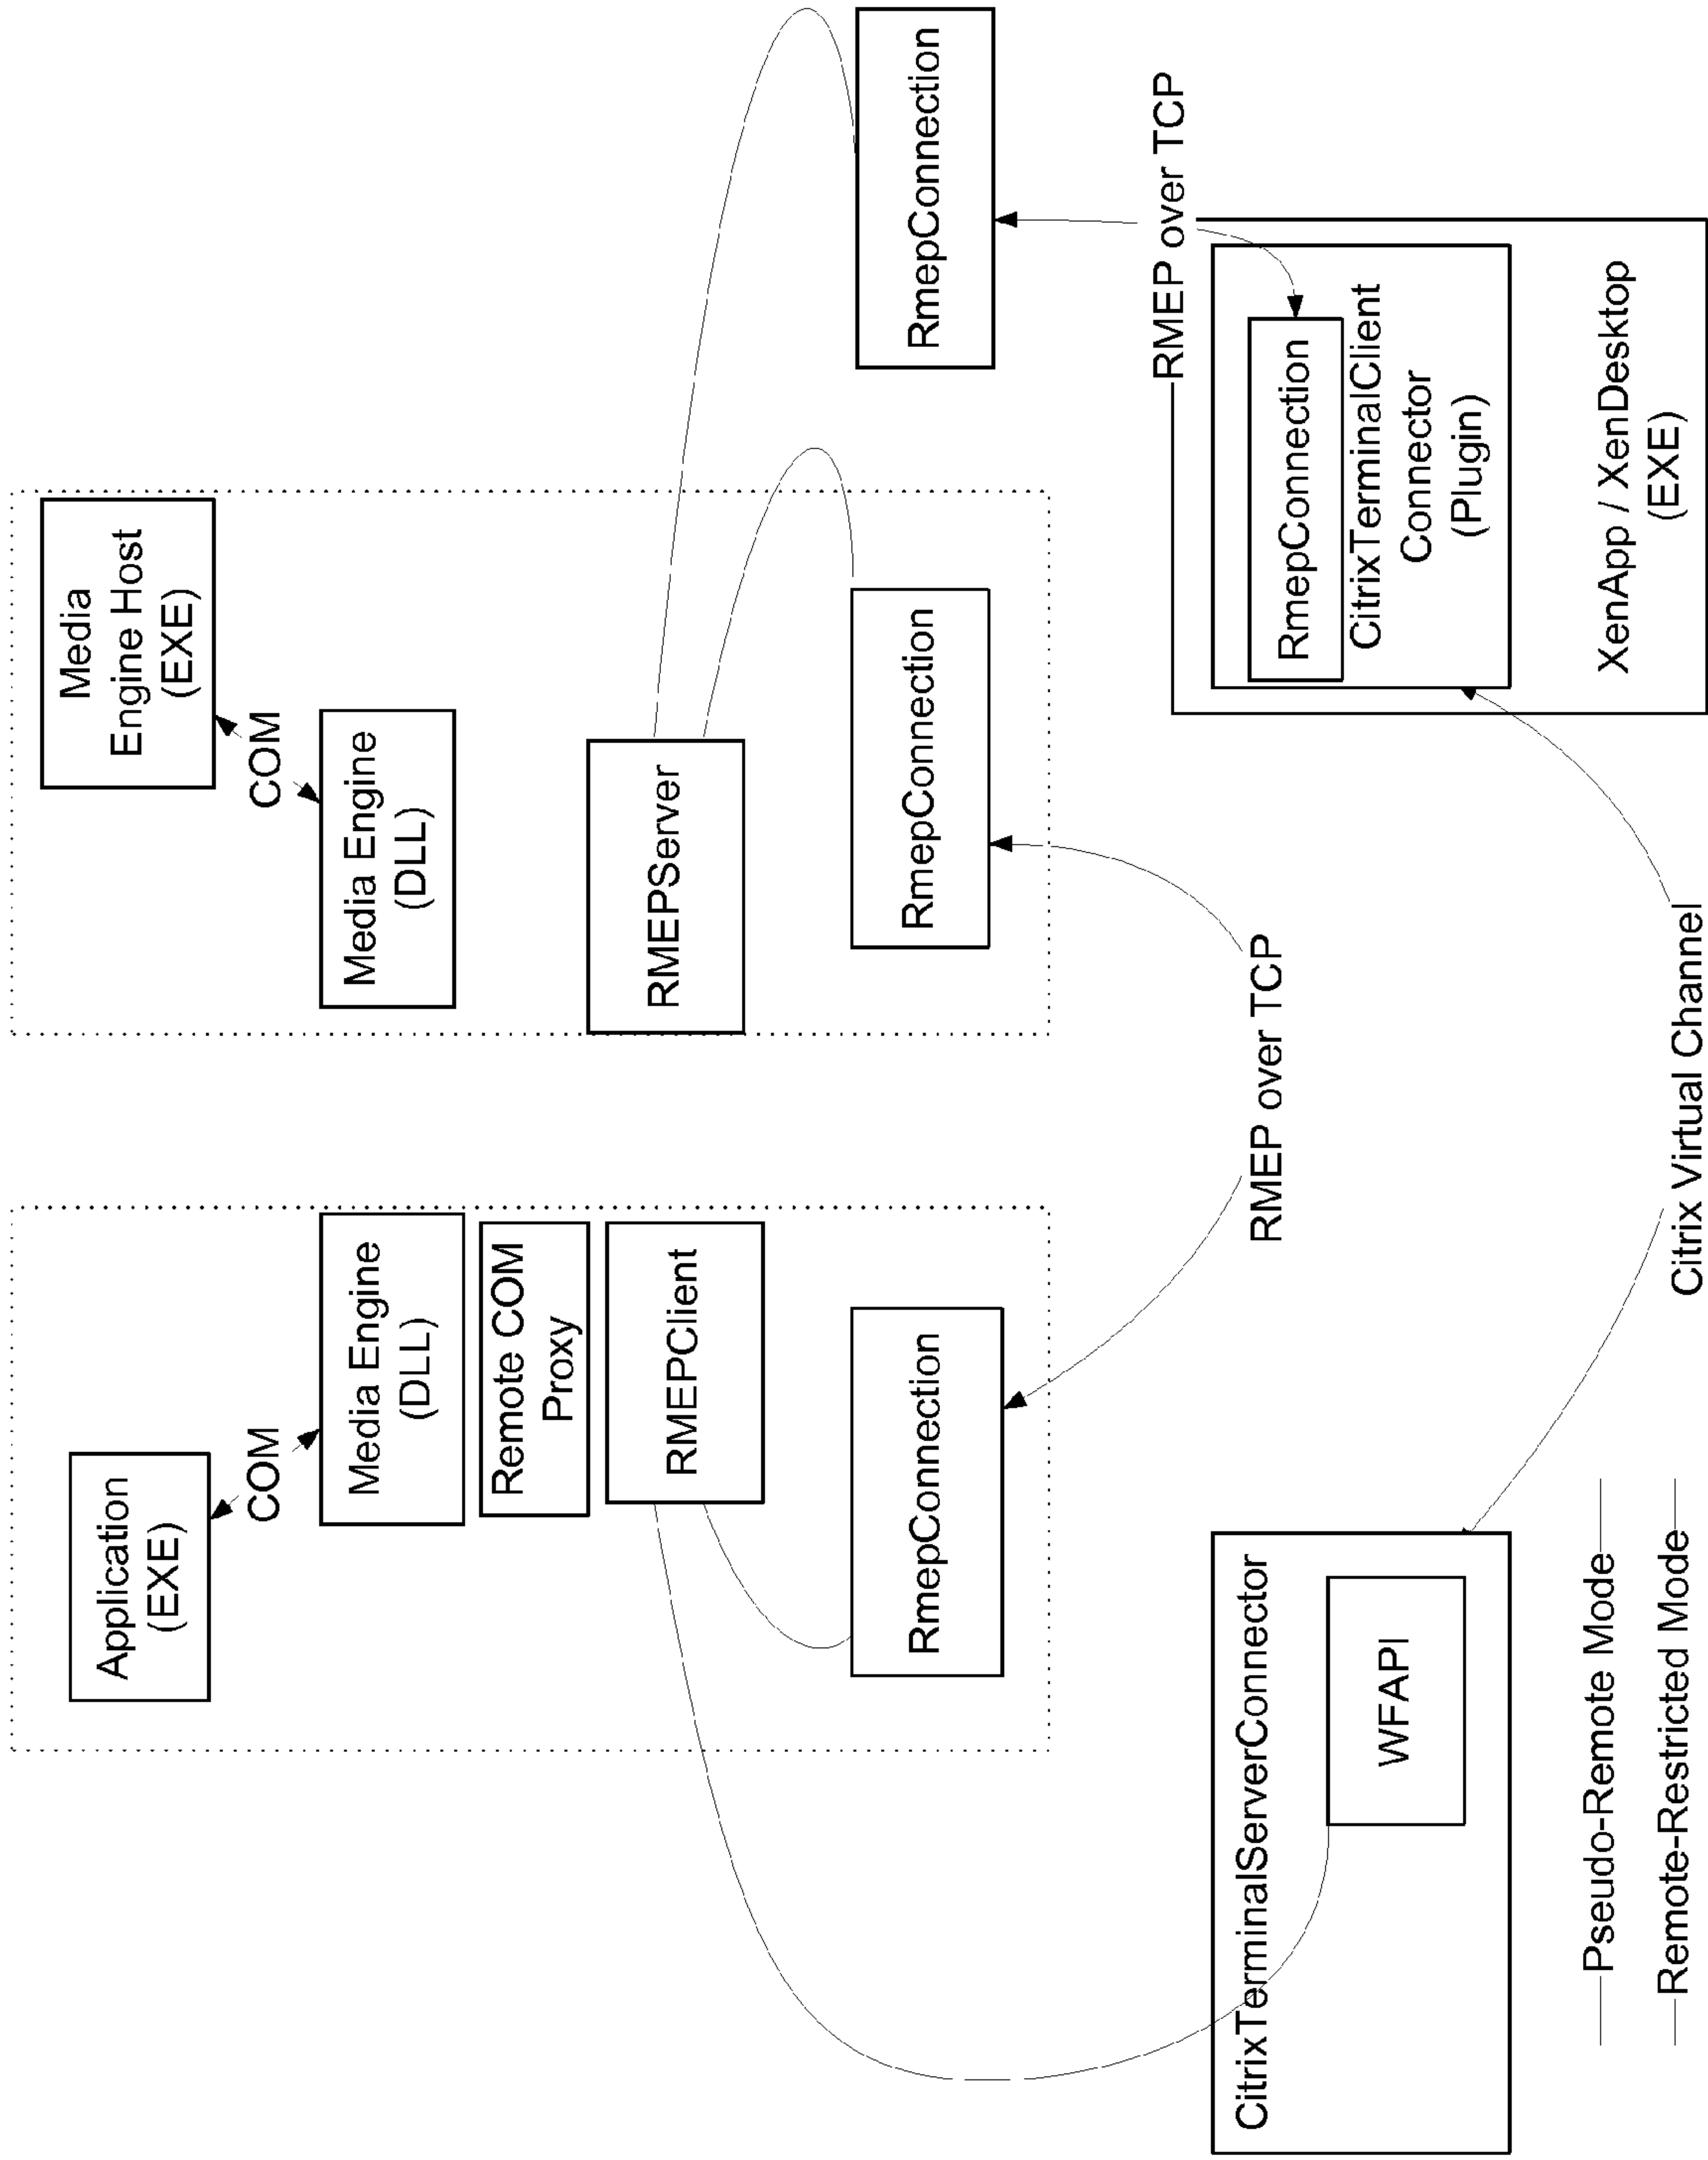 Application
(EXE)
COM
Media Engine
(DLL)
Remote COM
Proxy
RMEPClient
RmepConnection
Media
Engine Host
(EXE)
COM
Media Engine
(DLL)
RMEPServer
RmepConnection
RmepConnection
RMEP over TCP
RMEP over TCP
CitrixTerminalServerConnector
WFAPI
RmepConnection
CitrixTerminalClient
Connector
(Plugin)
XenApp / XenDesktop
(EXE)
Citrix Virtual Channel
Pseudo-Remote Mode
Remote-Restricted Mode